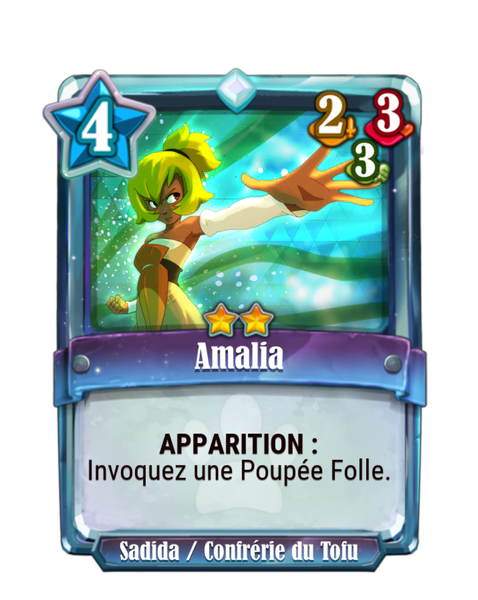 4
2 3
3
Amalia
APPARITION :
Invoquez une Poupée Folle.
Sadida / Confrérie du Tofu